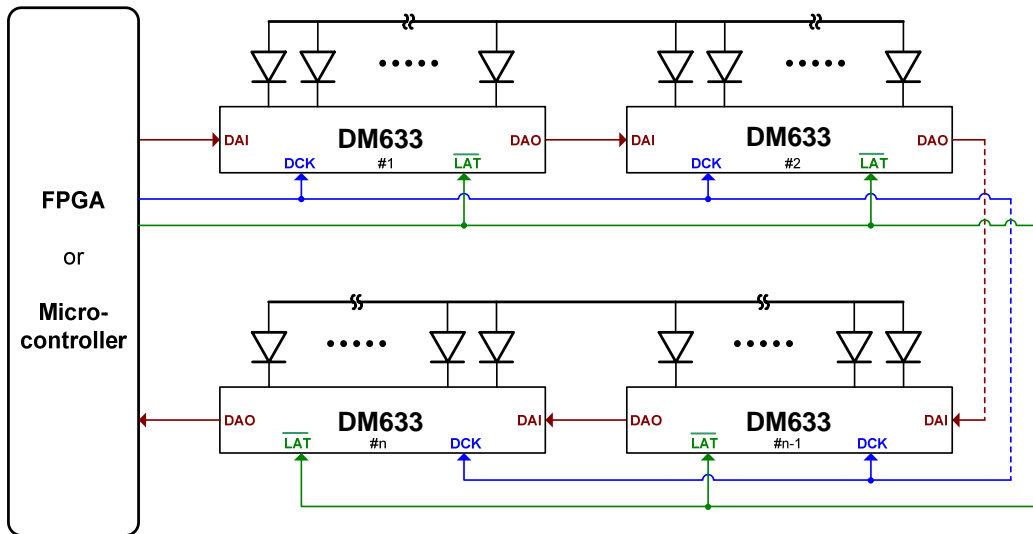 DAI DM633 DAO
DCK #1 LAT
DAI DM633 DAO
DCK #2 LAT
FPGA
or
Micro-
controller
DAO DM633 DAI
LAT #n DCK
DAO DM633 DAI
LAT #n-1 DCK